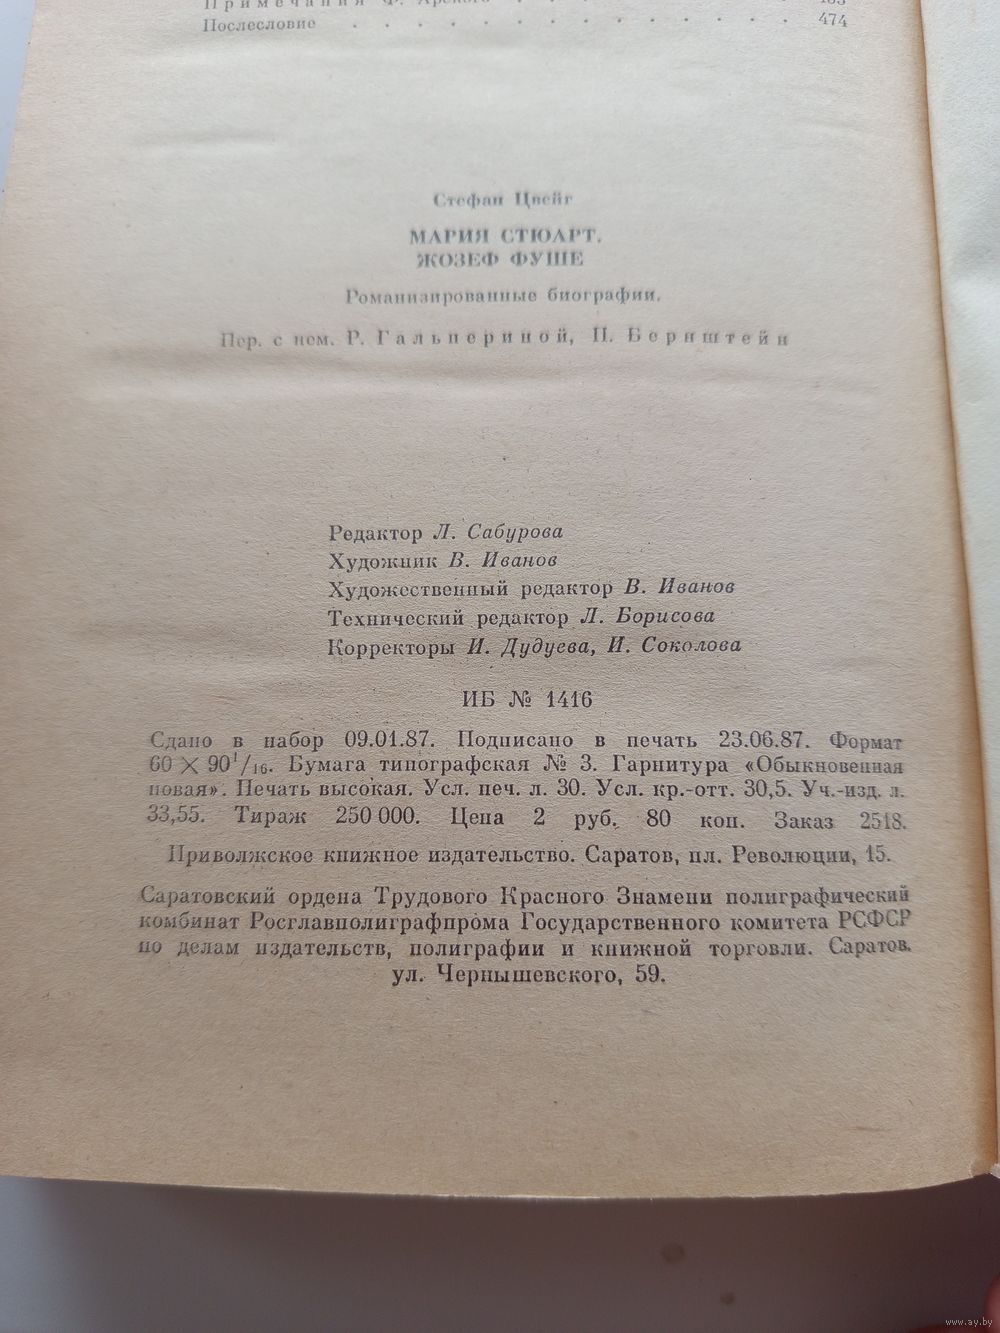 Примечания Ф. Арского
Послесловие . . . . . . . . . . . . . . . 474
Стефан Цвейг
МАРИЯ СТЮАРТ.
ЖОЗЕФ ФУШЕ
Романизированные биографии.
Пер. с нем. Р. Гальпериной, П. Бернштейн
Редактор Л. Сабурова
Художник В. Иванов
Художественный редактор В. Иванов
Технический редактор Л. Борисова
Корректоры И. Дудуева, И. Соколова
ИБ № 1416
Сдано в набор 09.01.87. Подписано в печать 23.06.87. Формат
60 × 90¹/₁₆. Бумага типографская № 3. Гарнитура «Обыкновенная
новая». Печать высокая. Усл. печ. л. 30. Усл. кр.-отт. 30,5. Уч.-изд. л.
33,55. Тираж 250 000. Цена 2 руб. 80 коп. Заказ 2518.
Приволжское книжное издательство. Саратов, пл. Революции, 15.
Саратовский ордена Трудового Красного Знамени полиграфический
комбинат Росглавполиграфпрома Государственного комитета РСФСР
по делам издательств, полиграфии и книжной торговли. Саратов,
ул. Чернышевского, 59.
www.ay.by